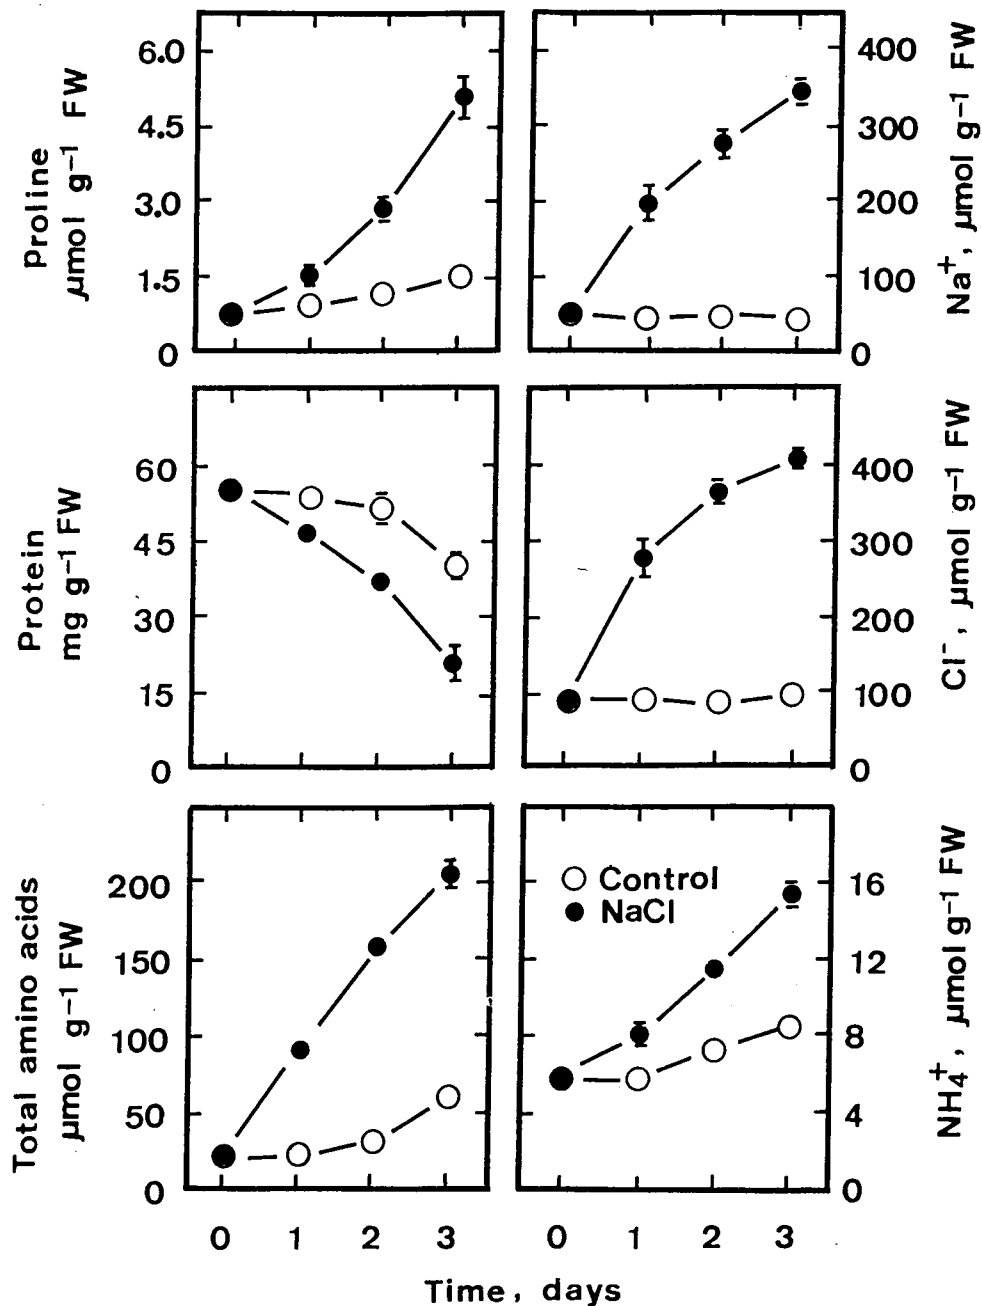 Proline
µmol g⁻¹ FW
6.0
4.5
3.0
1.5
0
400
300
200
100
0
Na⁺, µmol g⁻¹ FW
Protein
mg g⁻¹ FW
60
45
30
15
0
400
300
200
100
0
Cl⁻, µmol g⁻¹ FW
Total amino acids
µmol g⁻¹ FW
200
150
100
50
0
Control
NaCl
16
12
8
4
0
NH₄⁺, µmol g⁻¹ FW
0 1 2 3
0 1 2 3
Time, days